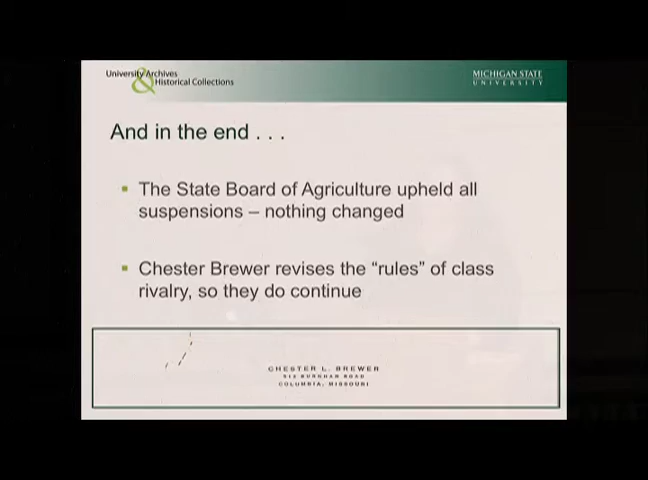 University Archives
& Historical Collections
MICHIGAN STATE
UNIVERSITY
And in the end . . .
▪ The State Board of Agriculture upheld all
suspensions – nothing changed
▪ Chester Brewer revises the “rules” of class
rivalry, so they do continue
CHESTER L. BREWER
BURNHAM ROAD
COLUMBIA, MISSOURI